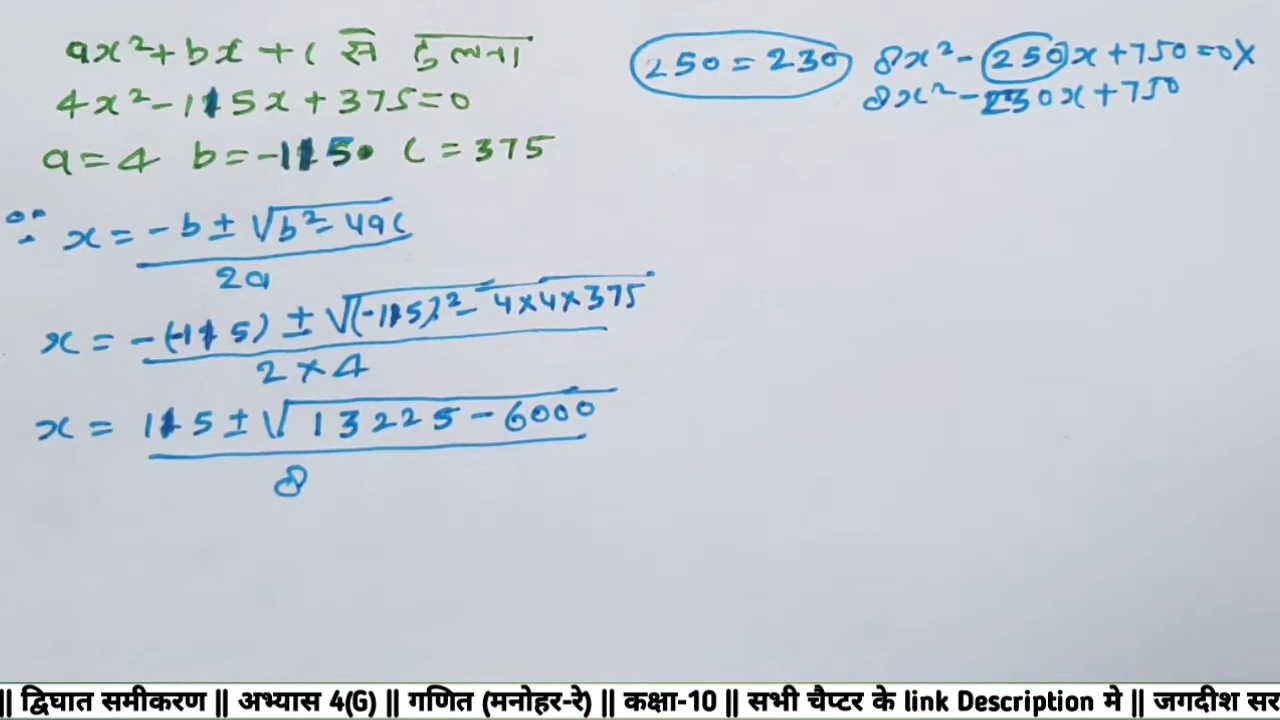 ax² + bx + c से तुलना
4x² - 115x + 375 = 0
a = 4 b = -115 c = 375
∵ x = -b ± √b² - 4ac
2a
x = -(-115) ± √(-115)² - 4 × 4 × 375
2 × 4
x = 115 ± √13225 - 6000
8
250 = 230
8x² - 250x + 750 = 0 X
8x² - 230x + 750
|| द्विघात समीकरण || अभ्यास 4(G) || गणित (मनोहर-रे) || कक्षा-10 || सभी चैप्टर के link Description मे || जगदीश सर